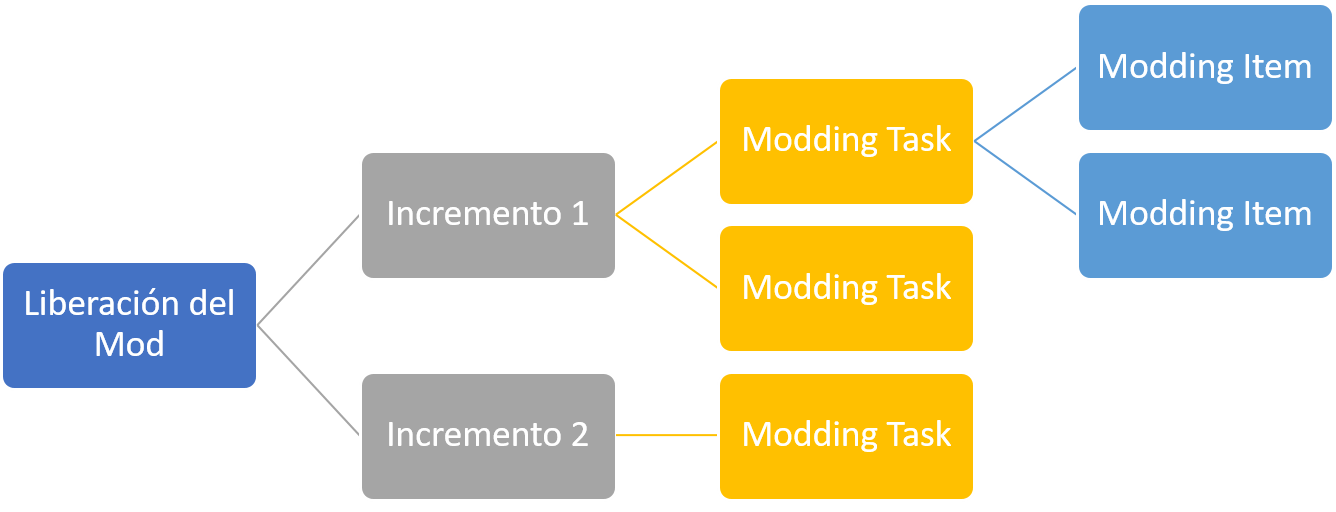 Liberación del
Mod
Incremento 1
Modding Task
Modding Item
Modding Item
Modding Task
Incremento 2
Modding Task